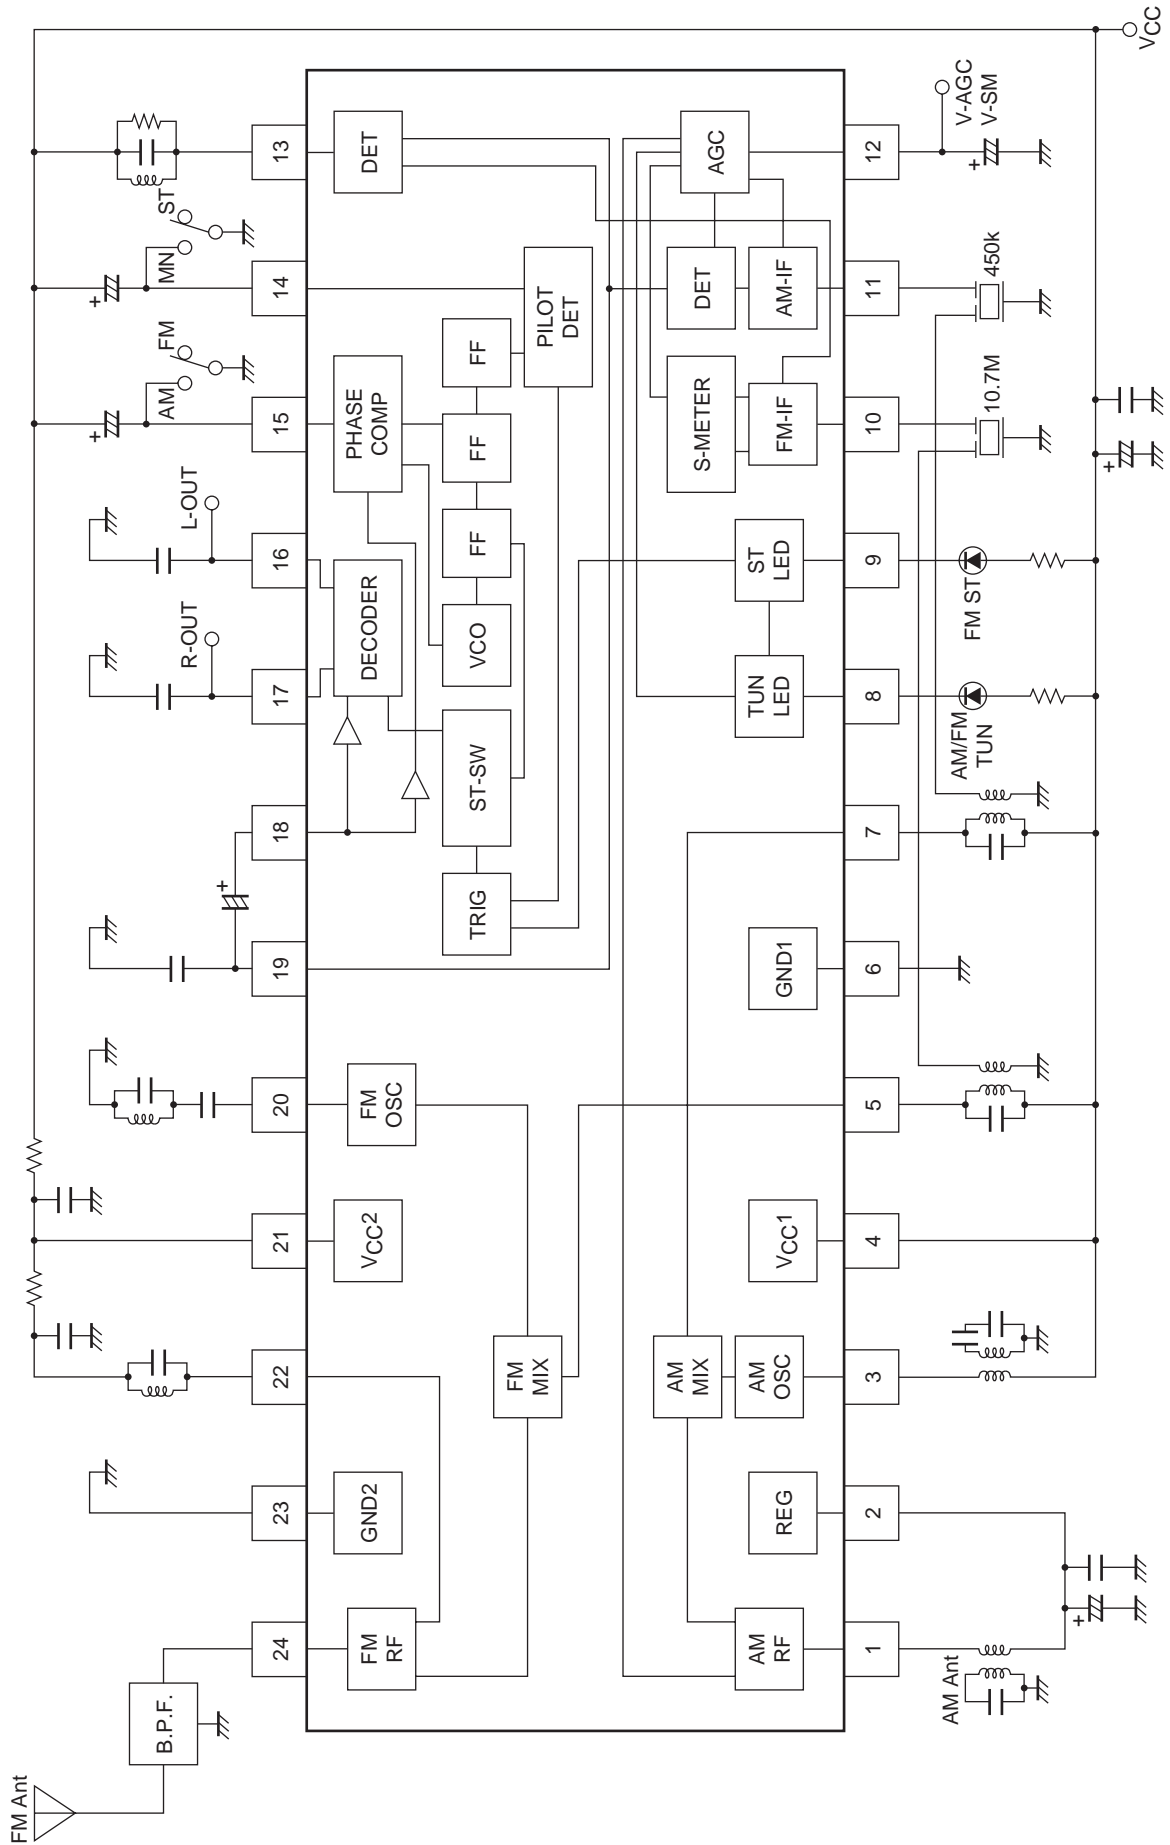 FM Ant
B.P.F.
24
23
22
21
20
19
18
17
16
15
14
13
R-OUT
L-OUT
AM
FM
MN
ST
+
+
+
FM
RF
GND2
VCC2
FM
OSC
DECODER
PHASE
COMP
DET
TRIG
ST-SW
VCO
FF
FF
FF
PILOT
DET
FM
MIX
AM
MIX
AM
RF
REG
AM
OSC
VCC1
GND1
TUN
LED
ST
LED
S-METER
FM-IF
DET
AM-IF
AGC
1
2
3
4
5
6
7
8
9
10
11
12
AM Ant
+
AM/FM
TUN
FM ST
10.7M
450k
+
+
V-AGC
V-SM
VCC